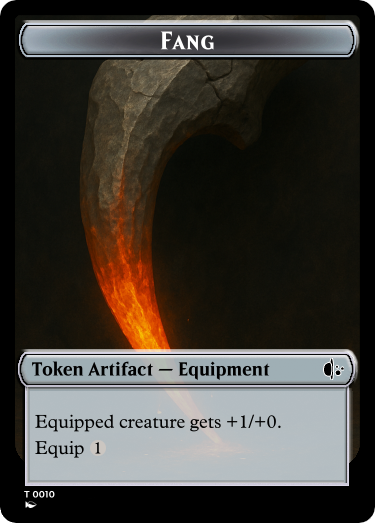 Fang
Token Artifact — Equipment
Equipped creature gets +1/+0.
Equip 1
T 0010